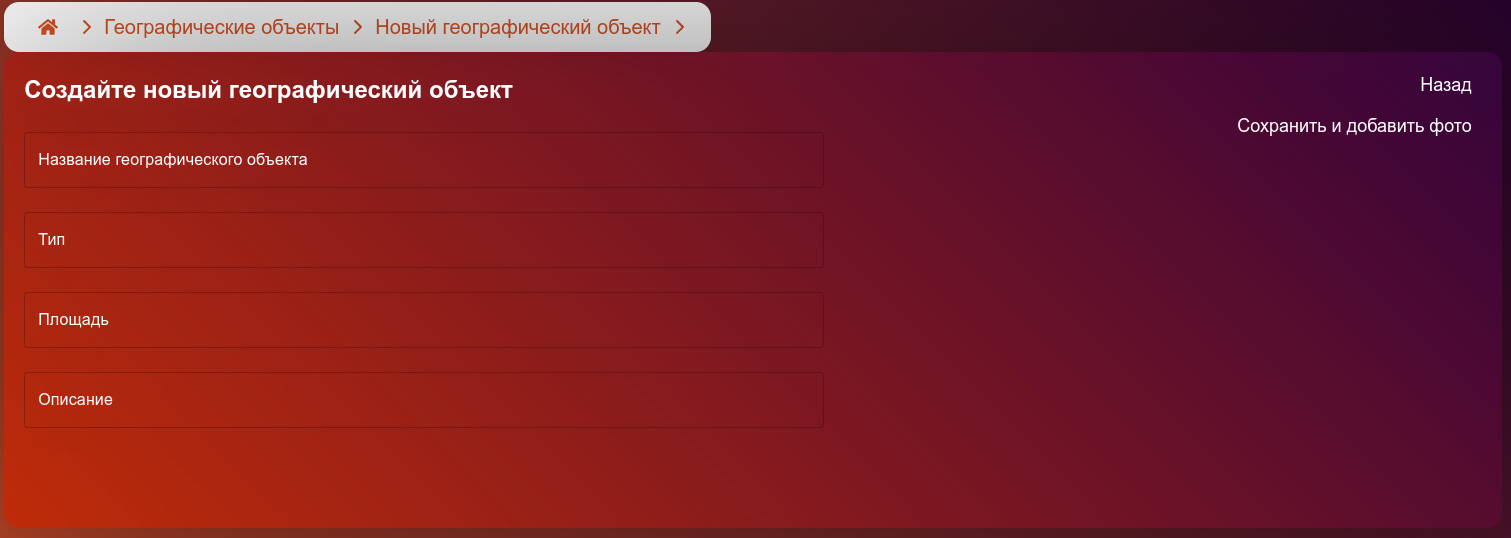 Географические объекты Новый географический объект
Создайте новый географический объект
Назад
Сохранить и добавить фото
Название географического объекта
Тип
Площадь
Описание